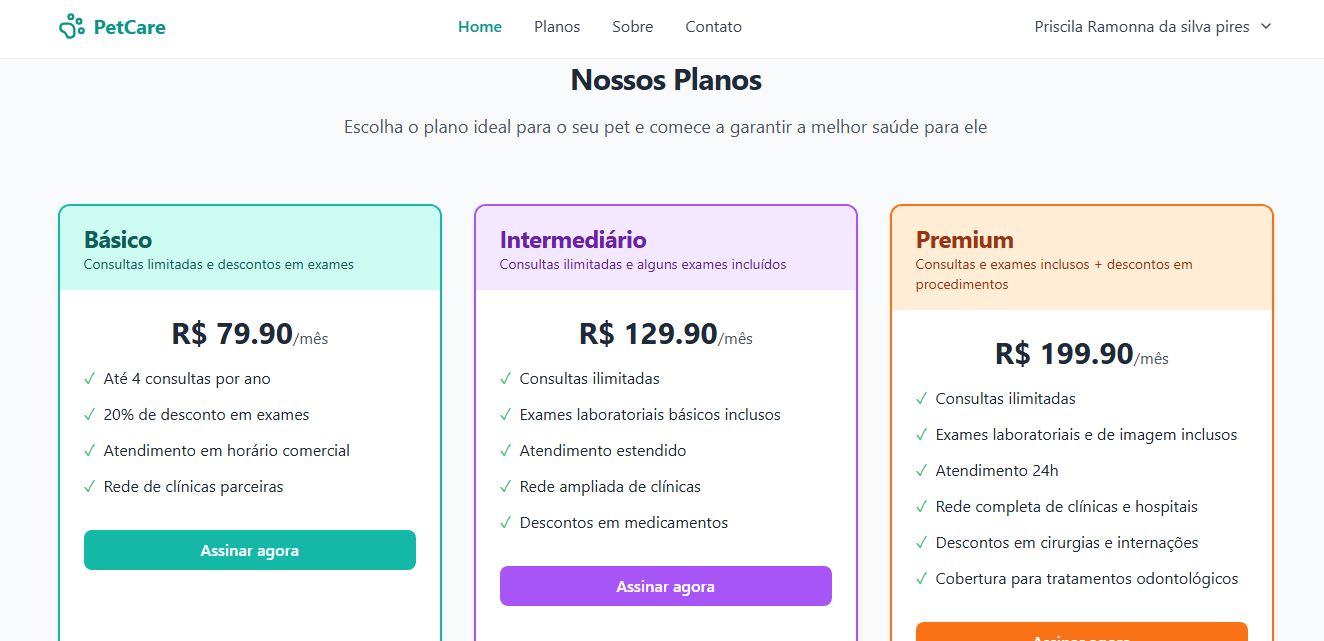 PetCare
Home
Planos
Sobre
Contato
Priscila Ramonna da silva pires
Nossos Planos
Escolha o plano ideal para o seu pet e comece a garantir a melhor saúde para ele
Básico
Consultas limitadas e descontos em exames
R$ 79.90/mês
✓ Até 4 consultas por ano
✓ 20% de desconto em exames
✓ Atendimento em horário comercial
✓ Rede de clínicas parceiras
Assinar agora
Intermediário
Consultas ilimitadas e alguns exames incluídos
R$ 129.90/mês
✓ Consultas ilimitadas
✓ Exames laboratoriais básicos inclusos
✓ Atendimento estendido
✓ Rede ampliada de clínicas
✓ Descontos em medicamentos
Assinar agora
Premium
Consultas e exames inclusos + descontos em
procedimentos
R$ 199.90/mês
✓ Consultas ilimitadas
✓ Exames laboratoriais e de imagem inclusos
✓ Atendimento 24h
✓ Rede completa de clínicas e hospitais
✓ Descontos em cirurgias e internações
✓ Cobertura para tratamentos odontológicos
Assinar agora